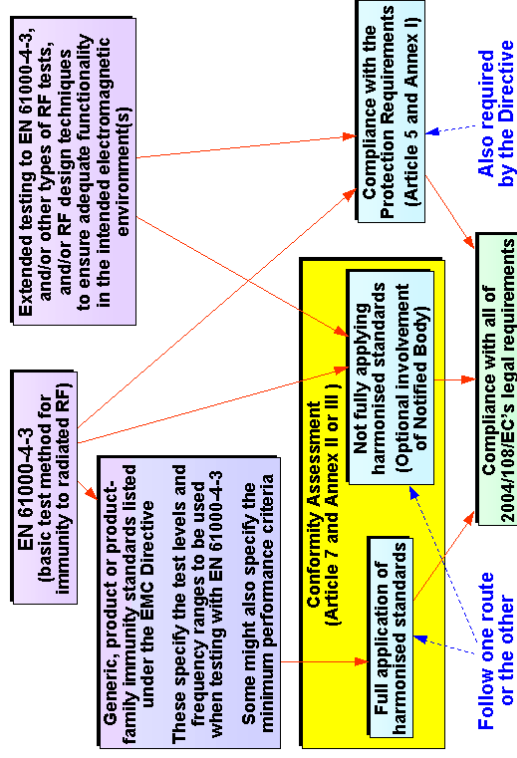 EN 61000-4-3
(basic test method for
immunity to radiated RF)
Extended testing to EN 61000-4-3,
and/or other types of RF tests,
and/or RF design techniques
to ensure adequate functionality
in the intended electromagnetic
environment(s)
Generic, product or product-
family immunity standards listed
under the EMC Directive
These specify the test levels and
frequency ranges to be used
when testing with EN 61000-4-3
Some might also specify the
minimum performance criteria
Conformity Assessment
(Article 7 and Annex II or III )
Full application of
harmonised standards
Not fully applying
harmonised standards
(Optional involvement
of Notified Body)
Compliance with the
Protection Requirements
(Article 5 and Annex I)
Follow one route
or the other
Compliance with all of
2004/108/EC's legal requirements
Also required
by the Directive